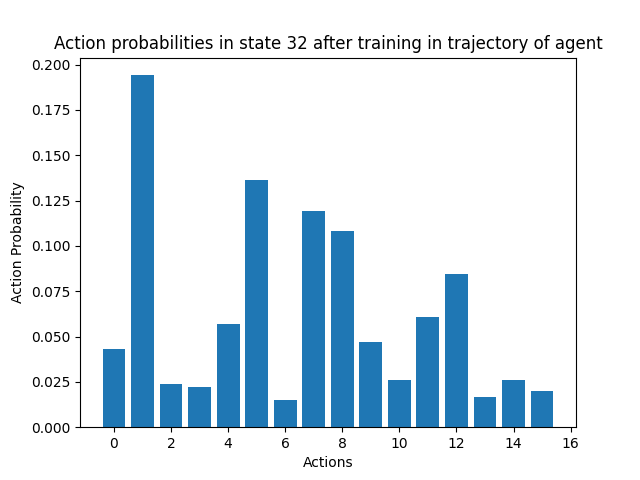 Action probabilities in state 32 after training in trajectory of agent
0.200
0.175
0.150
0.125
0.100
0.075
0.050
0.025
0.000
Action Probability
0 2 4 6 8 10 12 14 16
Actions